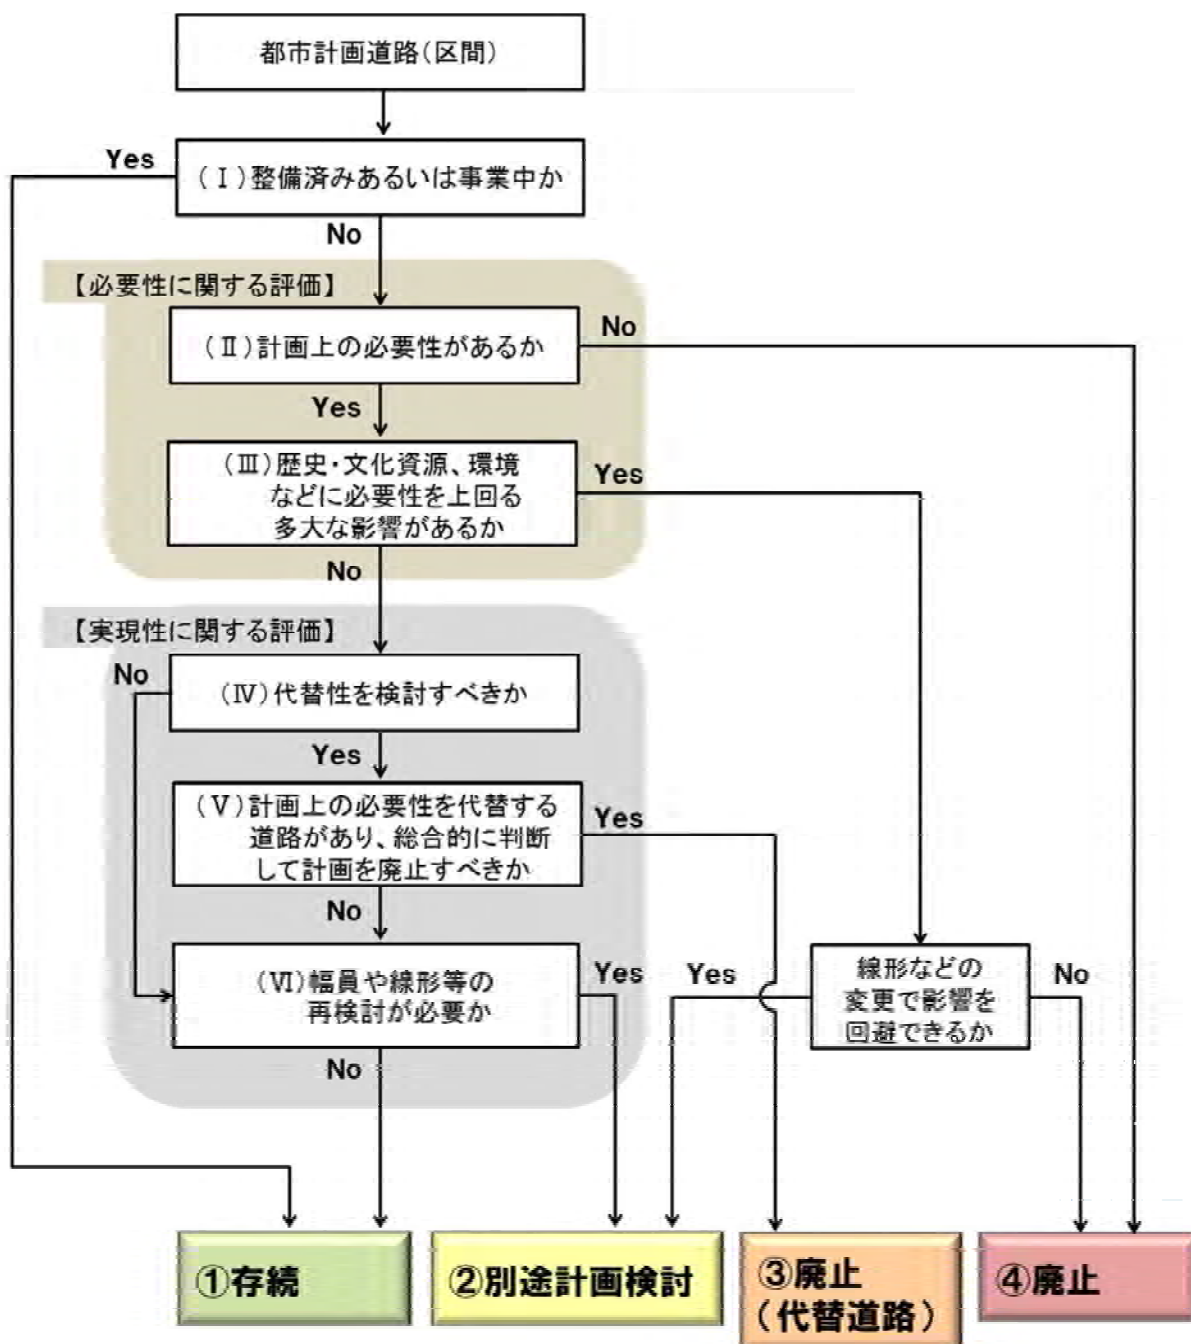 都市計画道路(区間)
Yes
(Ⅰ)整備済みあるいは事業中か
No
【必要性に関する評価】
(Ⅱ)計画上の必要性があるか
No
Yes
(Ⅲ)歴史・文化資源、環境
などに必要性を上回る
多大な影響があるか
Yes
No
【実現性に関する評価】
No
(Ⅳ)代替性を検討すべきか
Yes
(Ⅴ)計画上の必要性を代替する
道路があり、総合的に判断
して計画を廃止すべきか
Yes
No
(Ⅵ)幅員や線形等の
再検討が必要か
Yes
No
Yes
線形などの
変更で影響を
回避できるか
No
①存続
②別途計画検討
③廃止
(代替道路)
④廃止